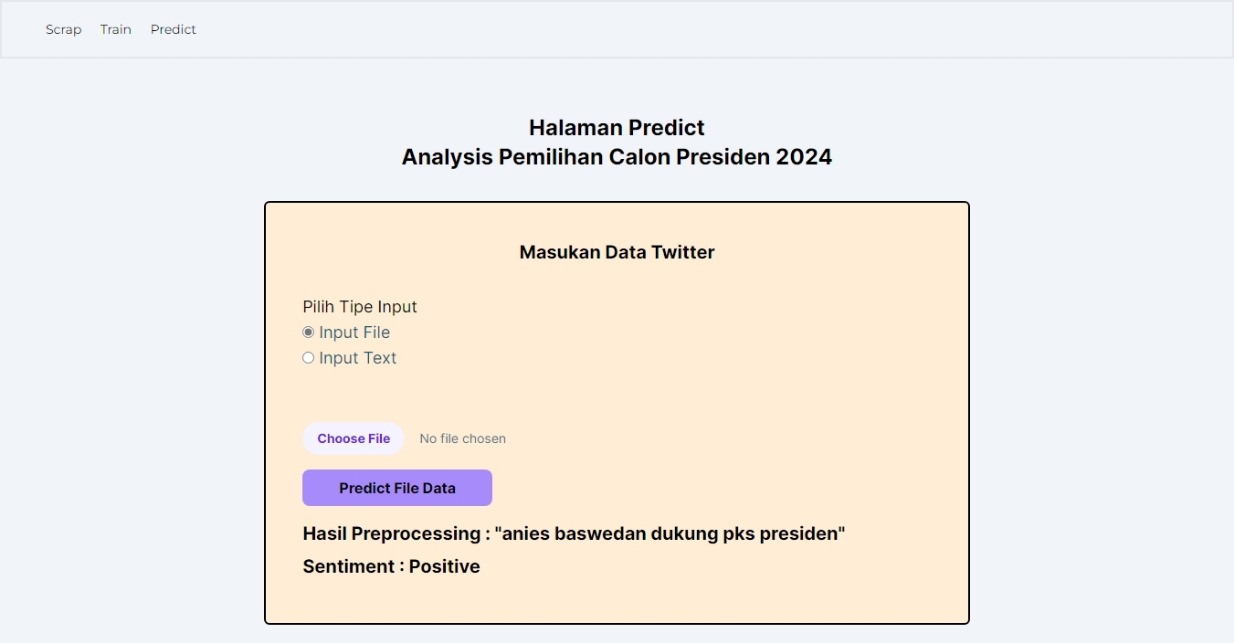 Scrap Train Predict
Halaman Predict
Analysis Pemilihan Calon Presiden 2024
Masukan Data Twitter
Pilih Tipe Input
Input File
Input Text
Choose File No file chosen
Predict File Data
Hasil Preprocessing : "anies baswedan dukung pks presiden"
Sentiment : Positive